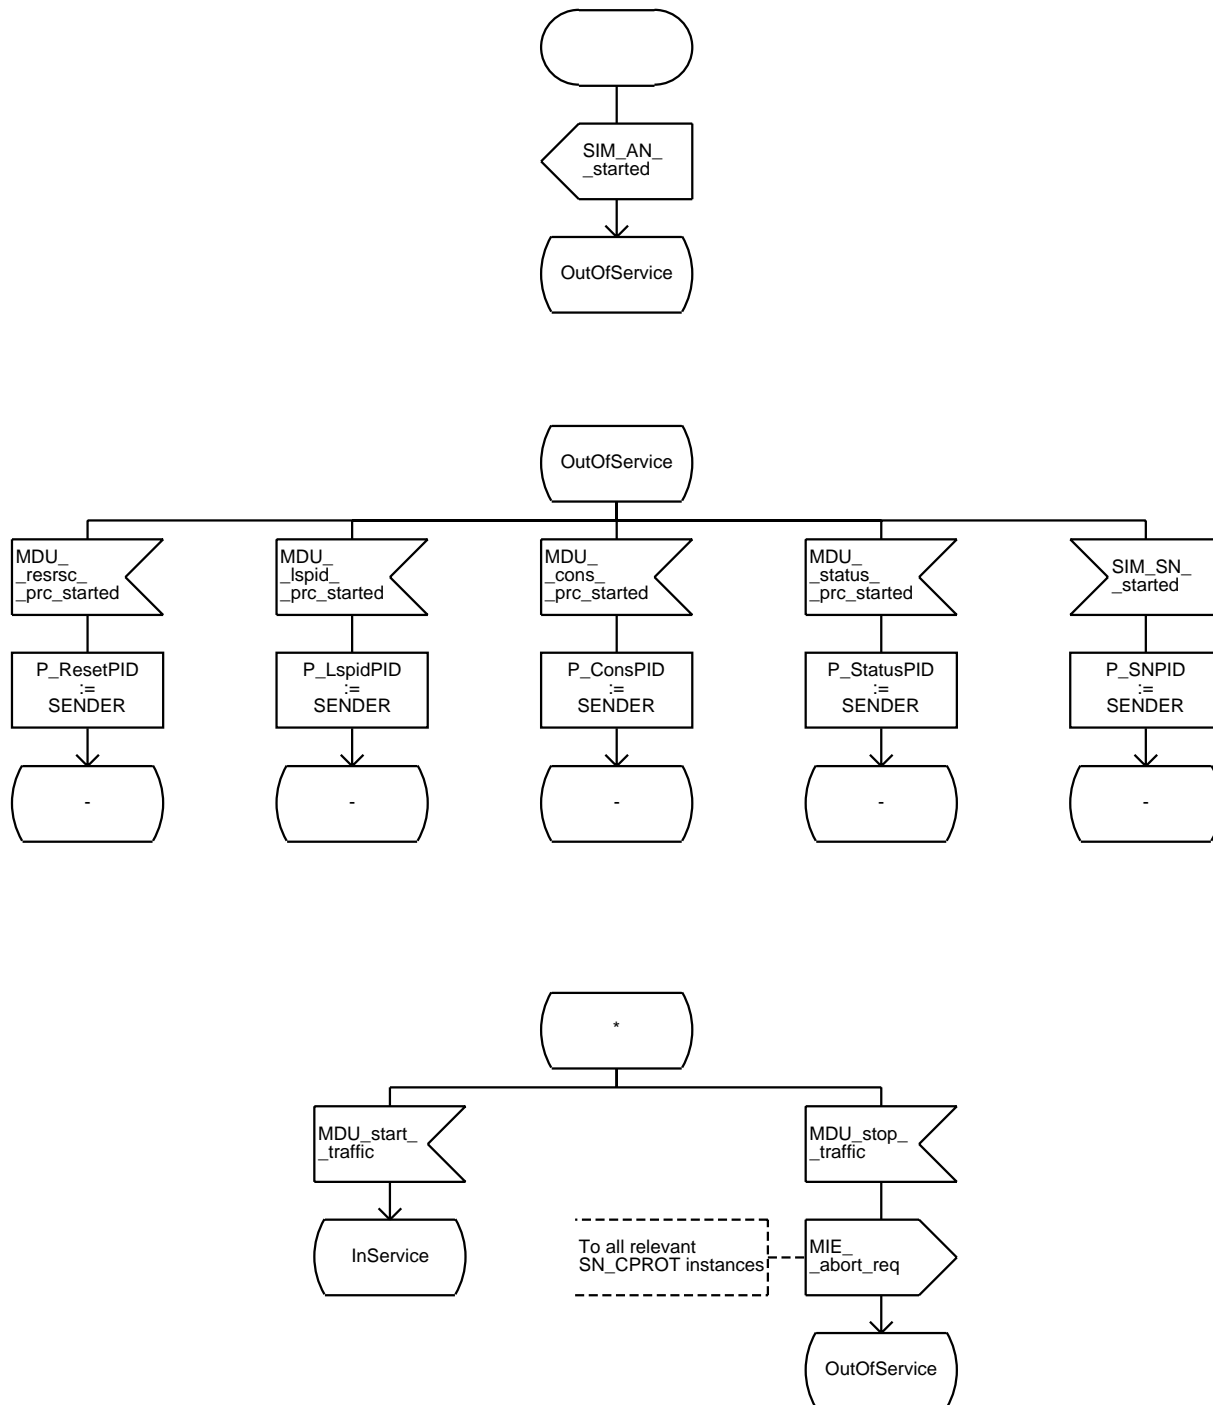 SIM_AN_
_started
OutOfService
OutOfService
MDU_
_resrsc_
_prc_started
MDU_
_lspid_
_prc_started
MDU_
_cons_
_prc_started
MDU_
_status_
_prc_started
SIM_SN_
_started
P_ResetPID
:=
SENDER
P_LspidPID
:=
SENDER
P_ConsPID
:=
SENDER
P_StatusPID
:=
SENDER
P_SNPID
:=
SENDER
-
-
-
-
-
*
MDU_start_
_traffic
MDU_stop_
_traffic
InService
To all relevant
SN_CPROT instances
MIE_
_abort_req
OutOfService